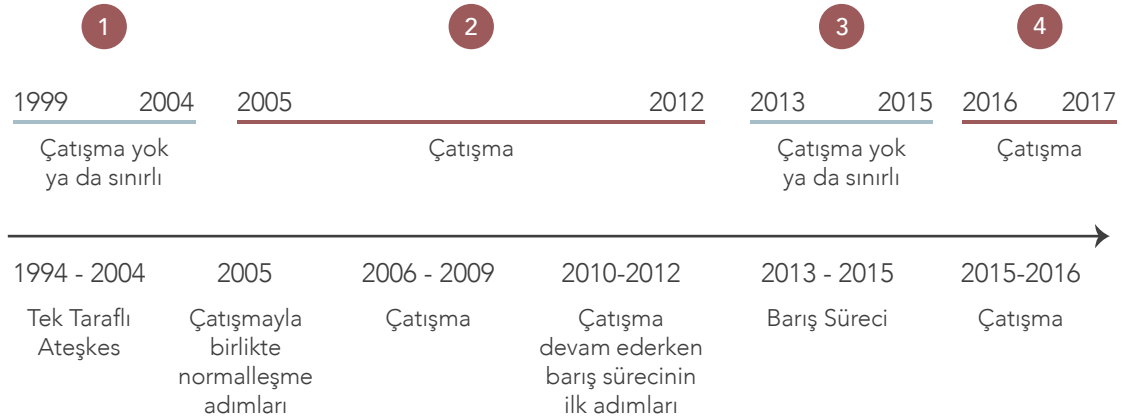 1
2
3
4
1999 2004
2005 2012
2013 2015
2016 2017
Çatışma yok
ya da sınırlı
Çatışma
Çatışma yok
ya da sınırlı
Çatışma
1994 - 2004
Tek Taraflı
Ateşkes
2005
Çatışmayla
birlikte
normalleşme
adımları
2006 - 2009
Çatışma
2010-2012
Çatışma
devam ederken
barış sürecinin
ilk adımları
2013 - 2015
Barış Süreci
2015-2016
Çatışma